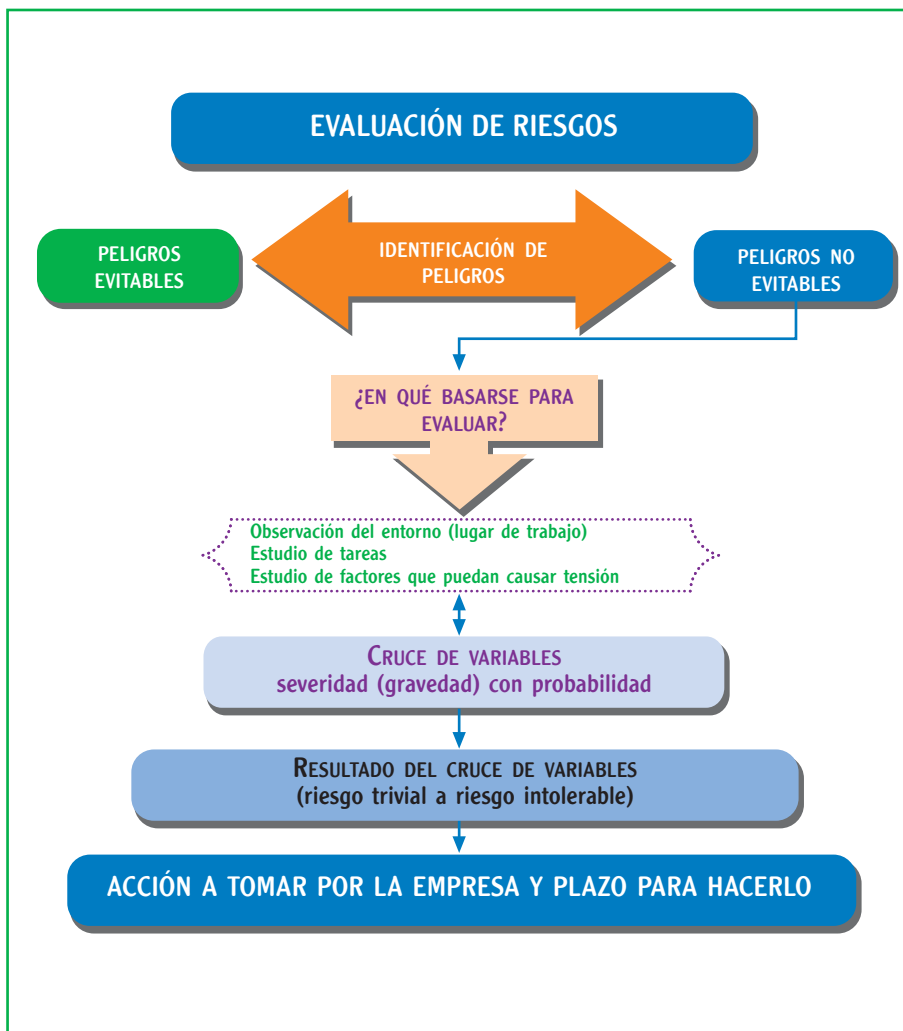 EVALUACIÓN DE RIESGOS
PELIGROS
EVITABLES
IDENTIFICACIÓN DE
PELIGROS
PELIGROS NO
EVITABLES
¿EN QUÉ BASARSE PARA
EVALUAR?
Observación del entorno (lugar de trabajo)
Estudio de tareas
Estudio de factores que puedan causar tensión
CRUCE DE VARIABLES
severidad (gravedad) con probabilidad
RESULTADO DEL CRUCE DE VARIABLES
(riesgo trivial a riesgo intolerable)
ACCIÓN A TOMAR POR LA EMPRESA Y PLAZO PARA HACERLO